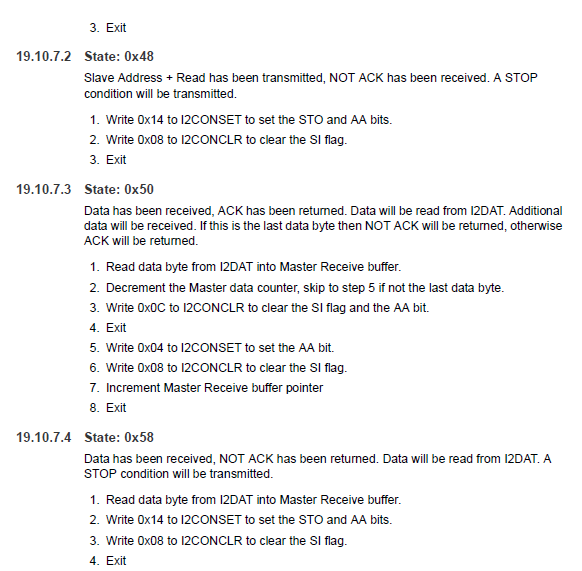 3. Exit
19.10.7.2 State: 0x48
Slave Address + Read has been transmitted, NOT ACK has been received. A STOP
condition will be transmitted.
1. Write 0x14 to I2CONSET to set the STO and AA bits.
2. Write 0x08 to I2CONCLR to clear the SI flag.
3. Exit
19.10.7.3 State: 0x50
Data has been received, ACK has been returned. Data will be read from I2DAT. Additional
data will be received. If this is the last data byte then NOT ACK will be returned, otherwise
ACK will be returned.
1. Read data byte from I2DAT into Master Receive buffer.
2. Decrement the Master data counter, skip to step 5 if not the last data byte.
3. Write 0x0C to I2CONCLR to clear the SI flag and the AA bit.
4. Exit
5. Write 0x04 to I2CONSET to set the AA bit.
6. Write 0x08 to I2CONCLR to clear the SI flag.
7. Increment Master Receive buffer pointer
8. Exit
19.10.7.4 State: 0x58
Data has been received, NOT ACK has been returned. Data will be read from I2DAT. A
STOP condition will be transmitted.
1. Read data byte from I2DAT into Master Receive buffer.
2. Write 0x14 to I2CONSET to set the STO and AA bits.
3. Write 0x08 to I2CONCLR to clear the SI flag.
4. Exit